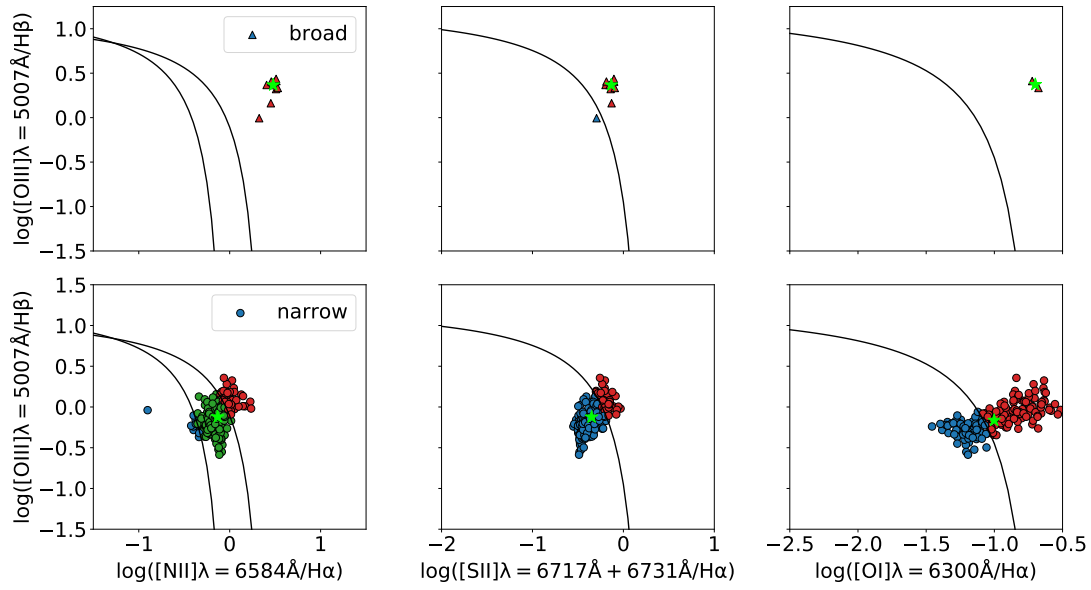 log([OIII]λ = 5007Å/Hβ)
1.0
0.5
0.0
−0.5
−1.0
−1.5
broad
log([OIII]λ = 5007Å/Hβ)
1.5
1.0
0.5
0.0
−0.5
−1.0
−1.5
narrow
−1 0 1
−2 −1 0 1
−2.5 −2.0 −1.5 −1.0 −0.5
log([NII]λ = 6584Å/Hα)
log([SII]λ = 6717Å + 6731Å/Hα)
log([OI]λ = 6300Å/Hα)